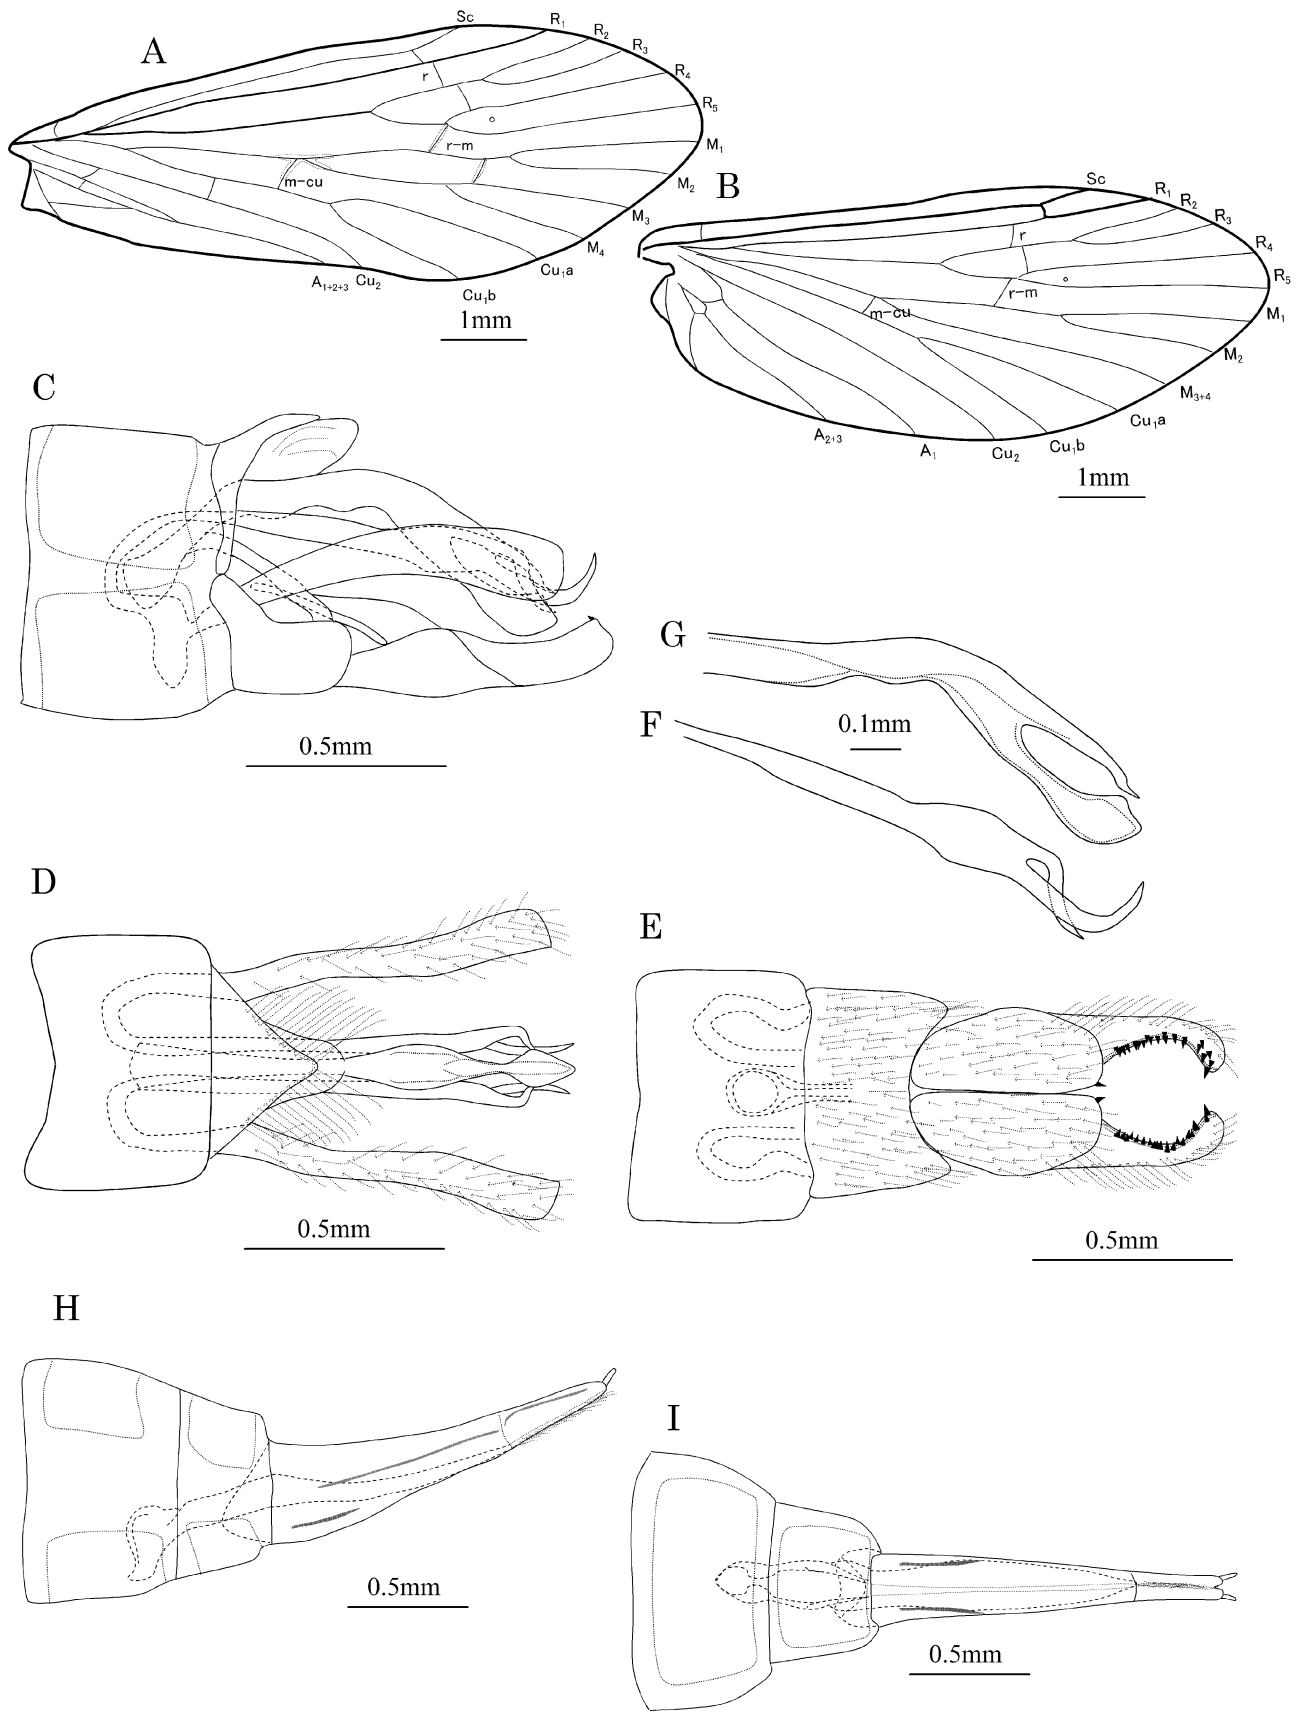 A
Sc
R1
R2
R3
R4
R5
M1
M2
M3
M4
Cu1a
Cu1b
Cu2
A1+2+3
r
r-m
m-cu
1mm
B
Sc
R1
R2
R3
R4
R5
M1
M2
M3+4
Cu1a
Cu1b
Cu2
A1
A2+3
r
r-m
m-cu
1mm
C
0.5mm
G
0.1mm
F
D
0.5mm
E
0.5mm
H
0.5mm
I
0.5mm